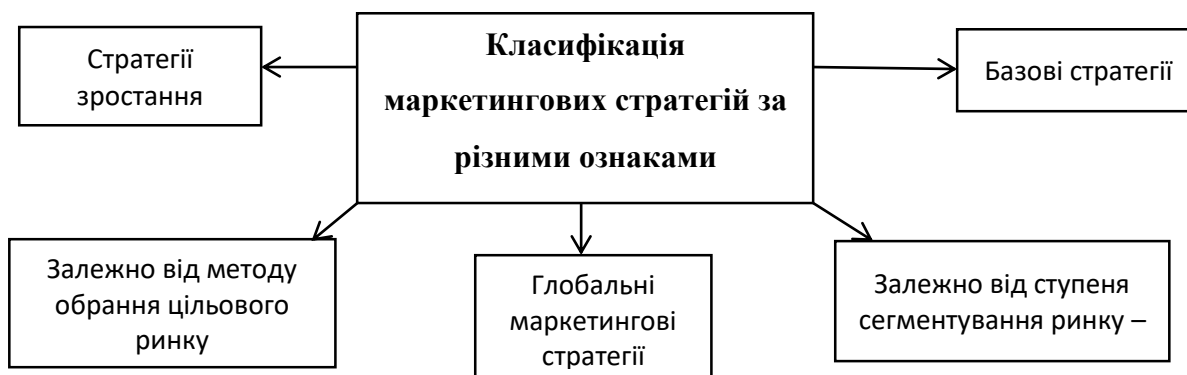 Класифікація
маркетингових стратегій за
різними ознаками
Стратегії
зростання
Базові стратегії
Залежно від методу
обрання цільового
ринку
Глобальні
маркетингові
стратегії
Залежно від ступеня
сегментування ринку –